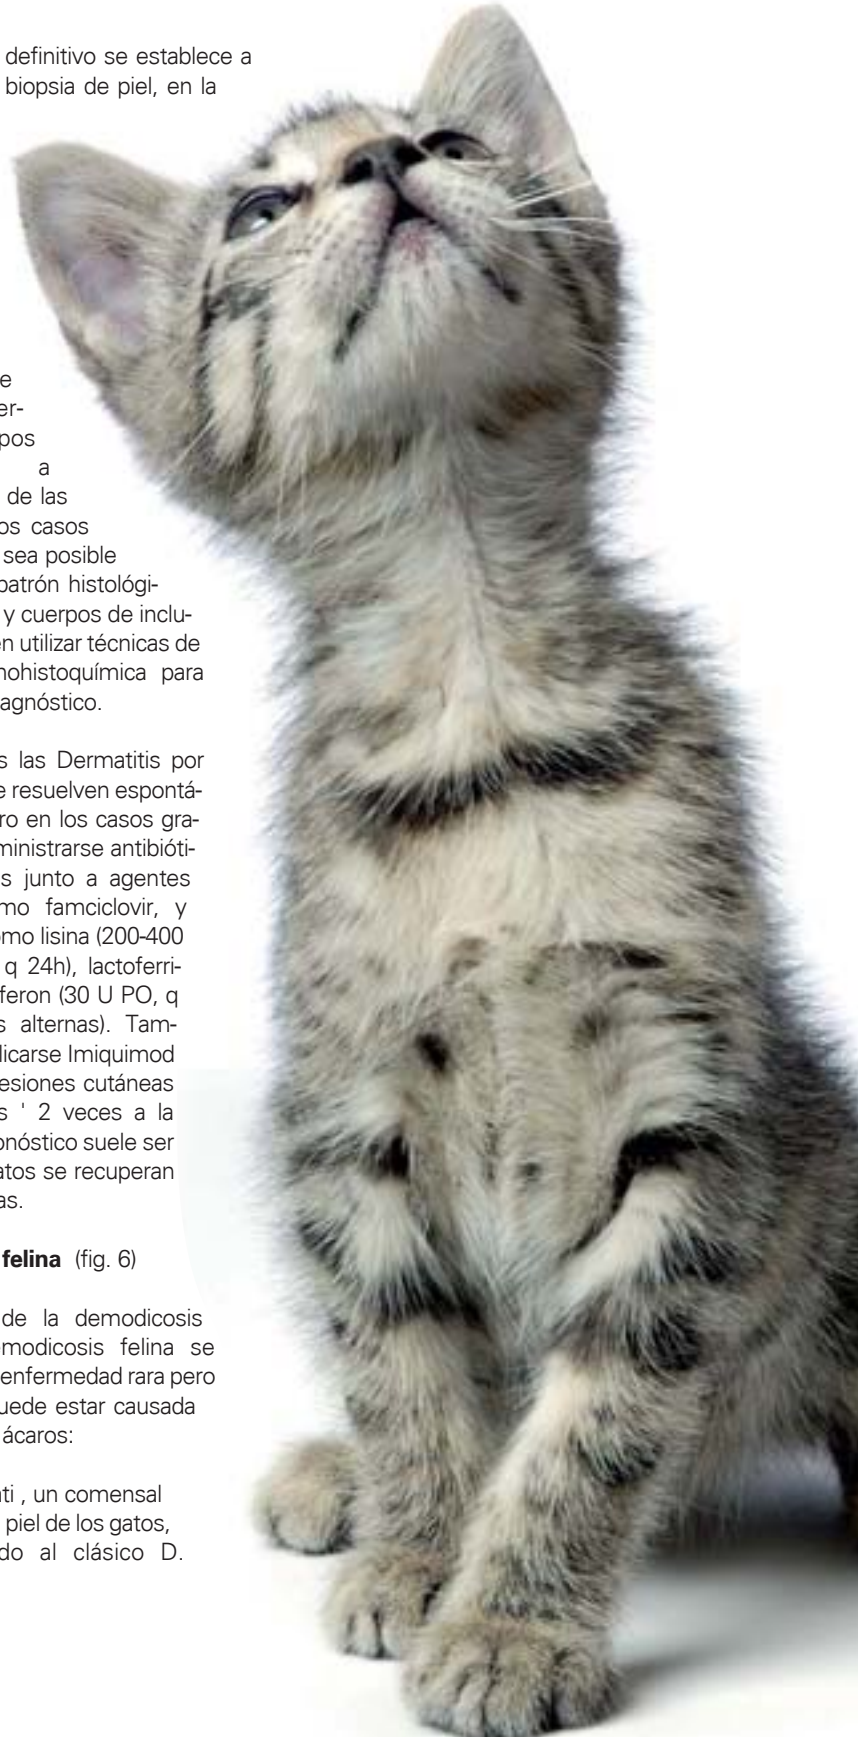 definitivo se establece a
biopsia de piel, en la
e
er-
pos
a
de las
os casos
sea posible
patrón histológi-
y cuerpos de inclu-
en utilizar técnicas de
nohistoquímica para
agnóstico.
s las Dermatitis por
e resuelven espontá-
ro en los casos gra-
ministrarse antibióti-
s junto a agentes
mo famciclovir, y
omo lisina (200-400
q 24h), lactoferri-
feron (30 U PO, q
s alternas). Tam-
licarse Imiquimod
esiones cutáneas
s ' 2 veces a la
onóstico suele ser
atos se recuperan
as.
felina (fig. 6)
de la demodicosis
modicosis felina se
enfermedad rara pero
uede estar causada
ácaros:
ti , un comensal
piel de los gatos,
do al clásico D.